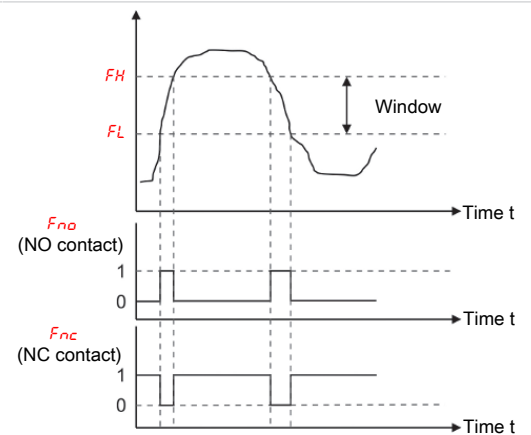 FH
Window
FL
Time t
Fno
(NO contact)
1
0
Time t
Fnc
(NC contact)
1
0
Time t